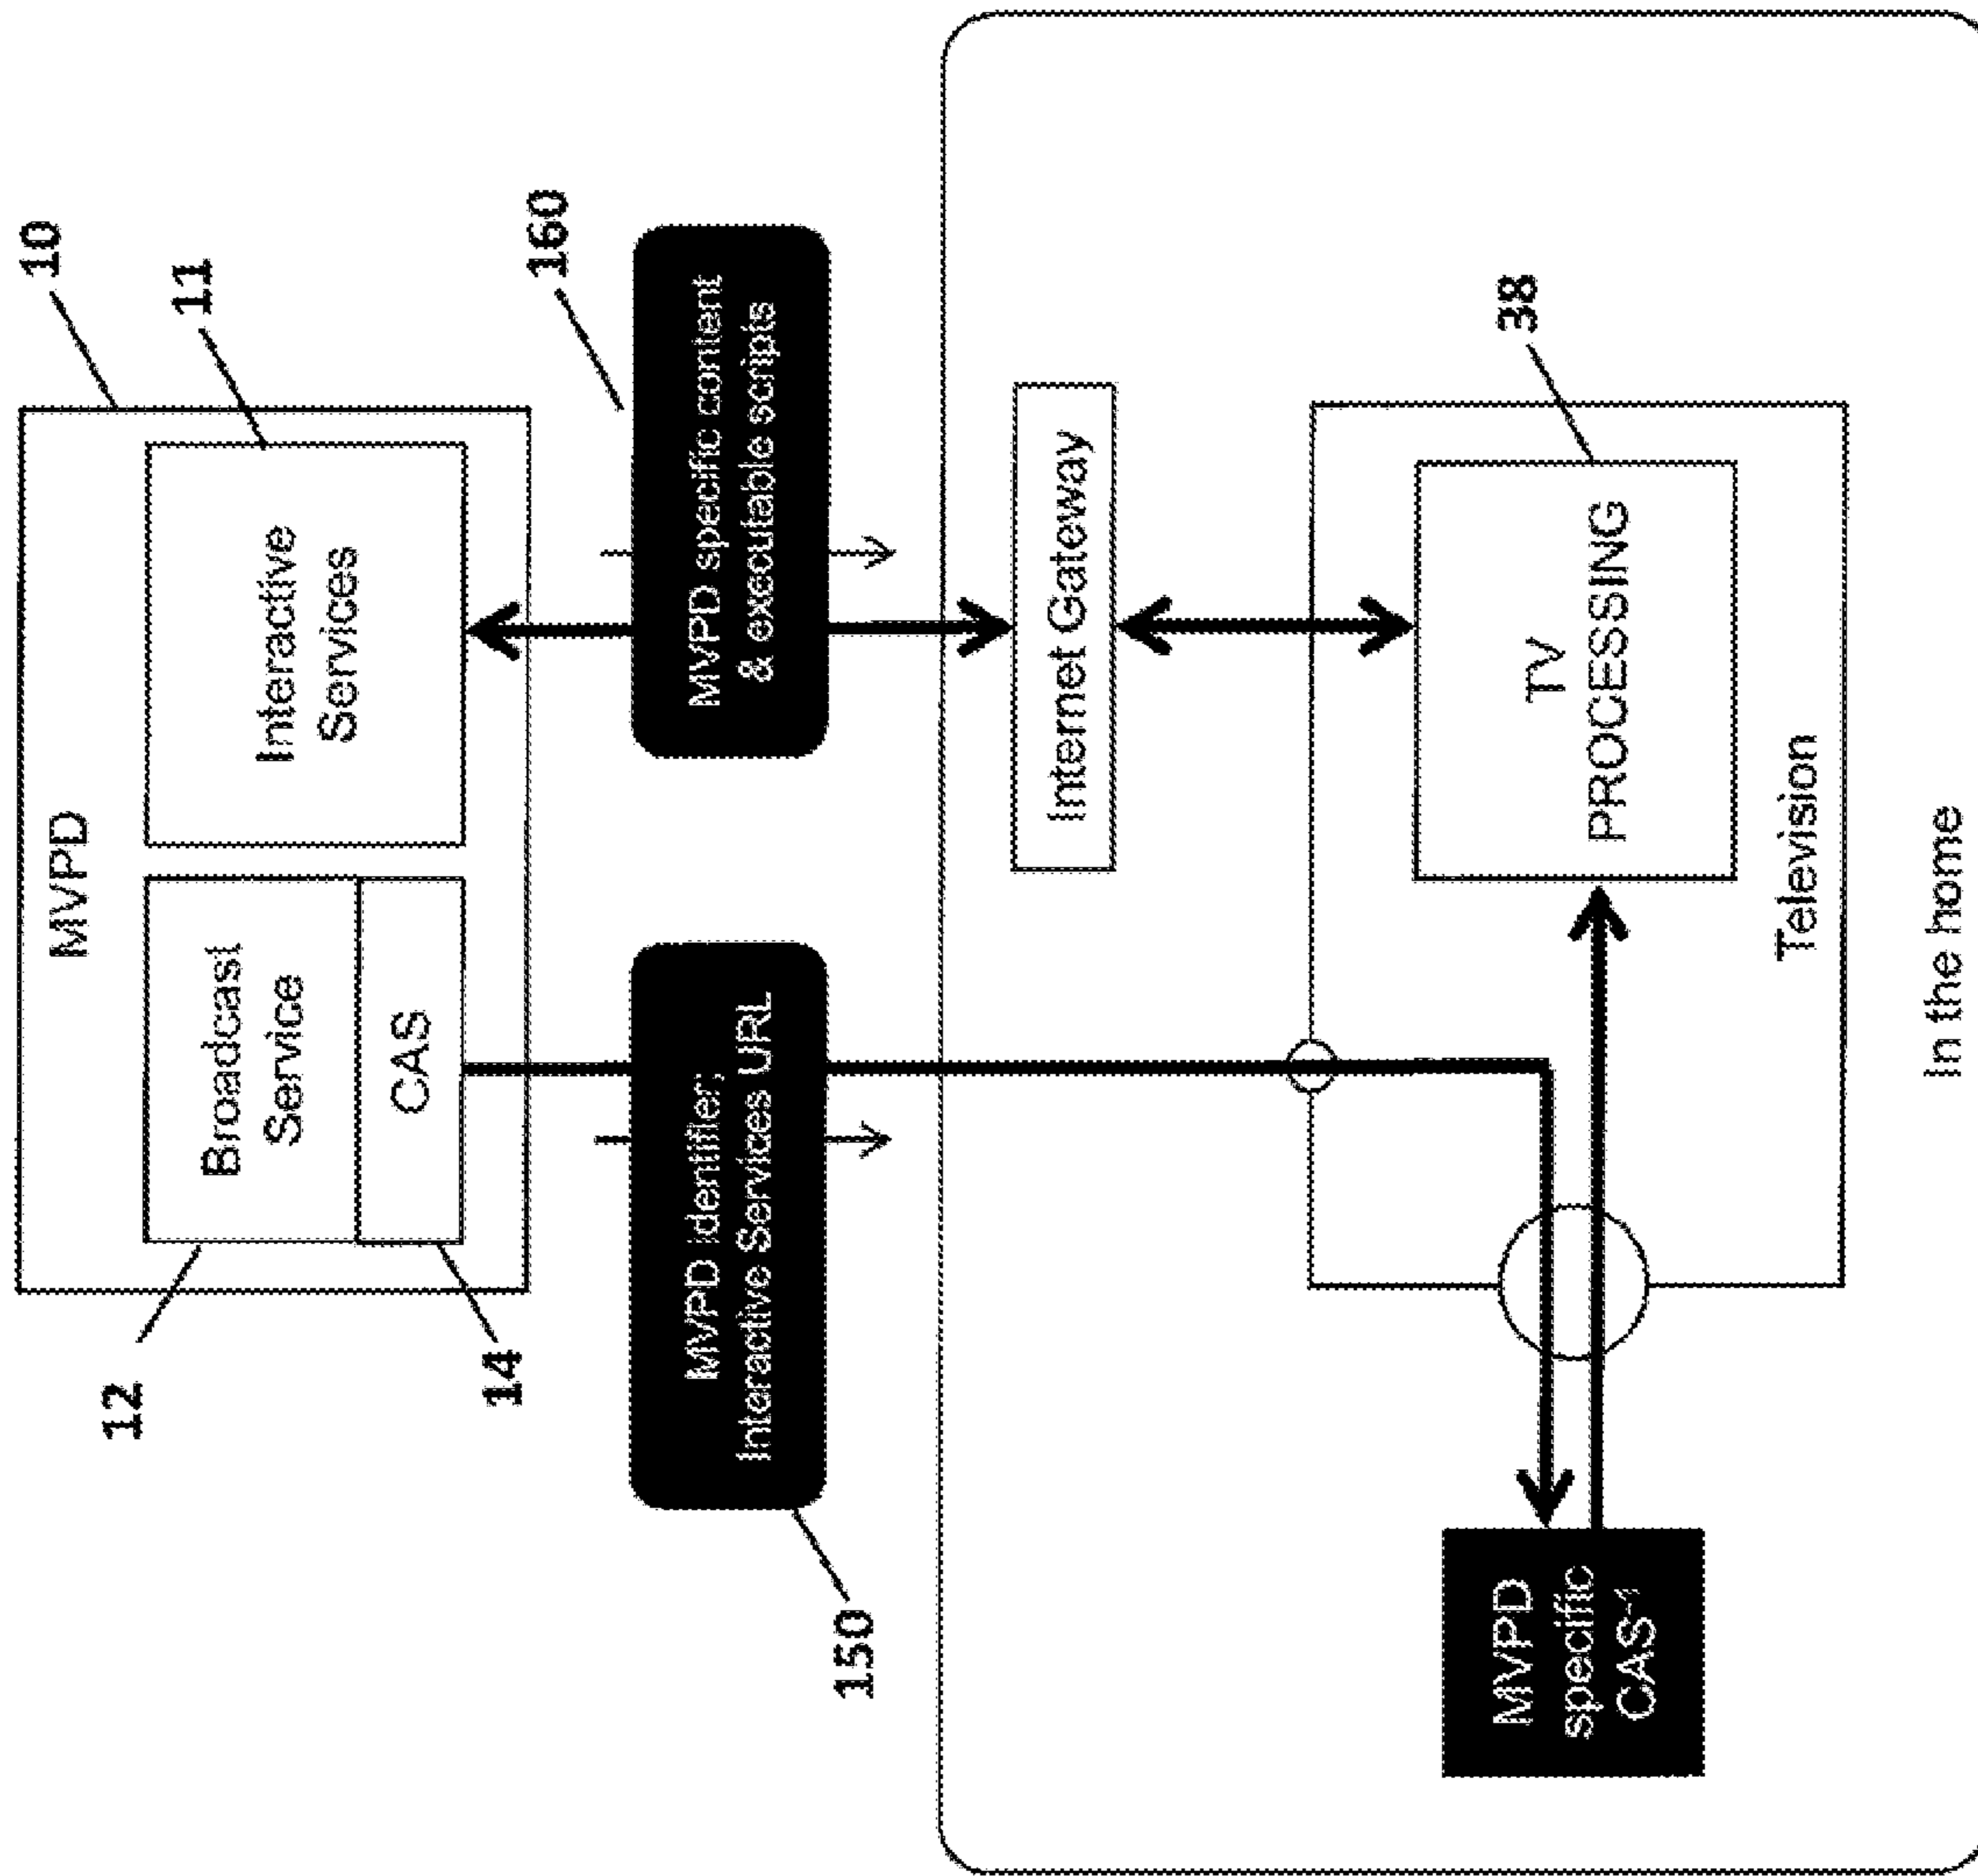 10
MVPD
11
Interactive
Services
12
Broadcast
Service
14
CAS
160
MVPD specific content
& executable scripts
150
MVPD identifier;
Interactive Services URL
Internet Gateway
38
TV
PROCESSING
Television
MVPD
specific
CAS-1
In the home